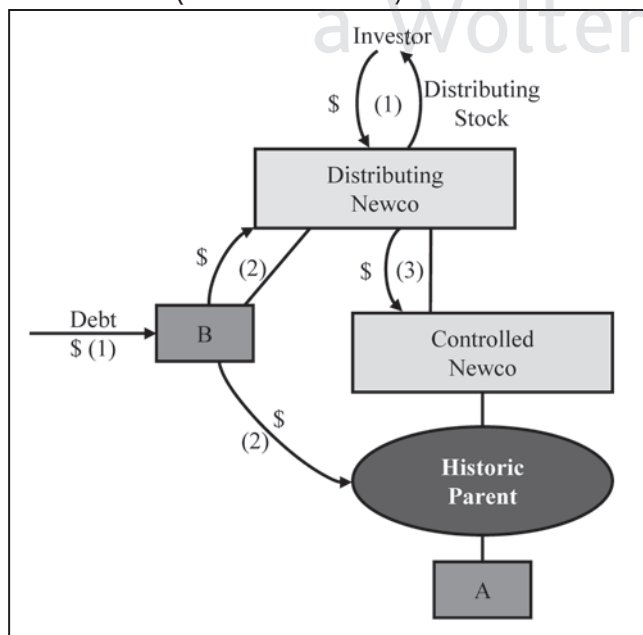 a Wolter
Investor
$ (1)
Distributing
Stock
Distributing
Newco
$ (2)
$ (3)
Debt
$ (1)
B
Controlled
Newco
$
(2)
Historic
Parent
A